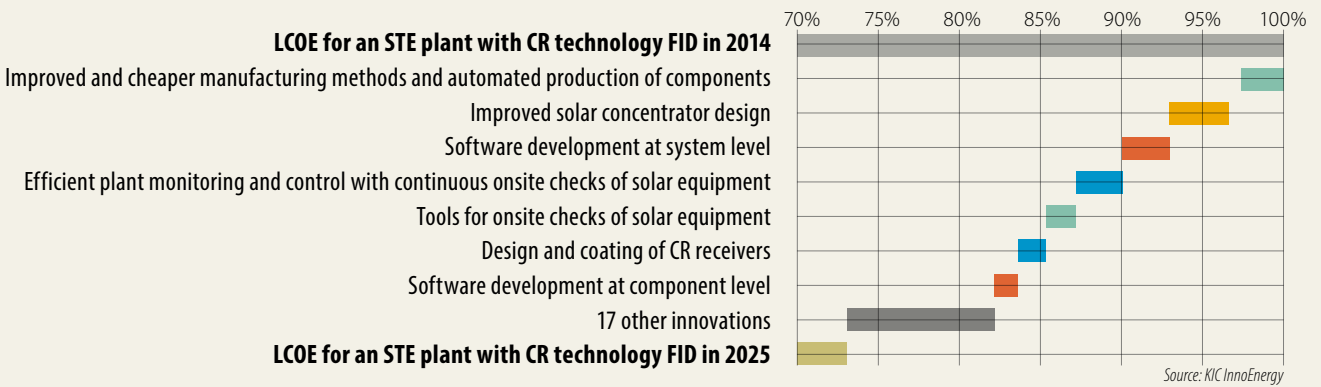 70% 75% 80% 85% 90% 95% 100%
LCOE for an STE plant with CR technology FID in 2014
Improved and cheaper manufacturing methods and automated production of components
Improved solar concentrator design
Software development at system level
Efficient plant monitoring and control with continuous onsite checks of solar equipment
Tools for onsite checks of solar equipment
Design and coating of CR receivers
Software development at component level
17 other innovations
LCOE for an STE plant with CR technology FID in 2025
Source: KIC InnoEnergy